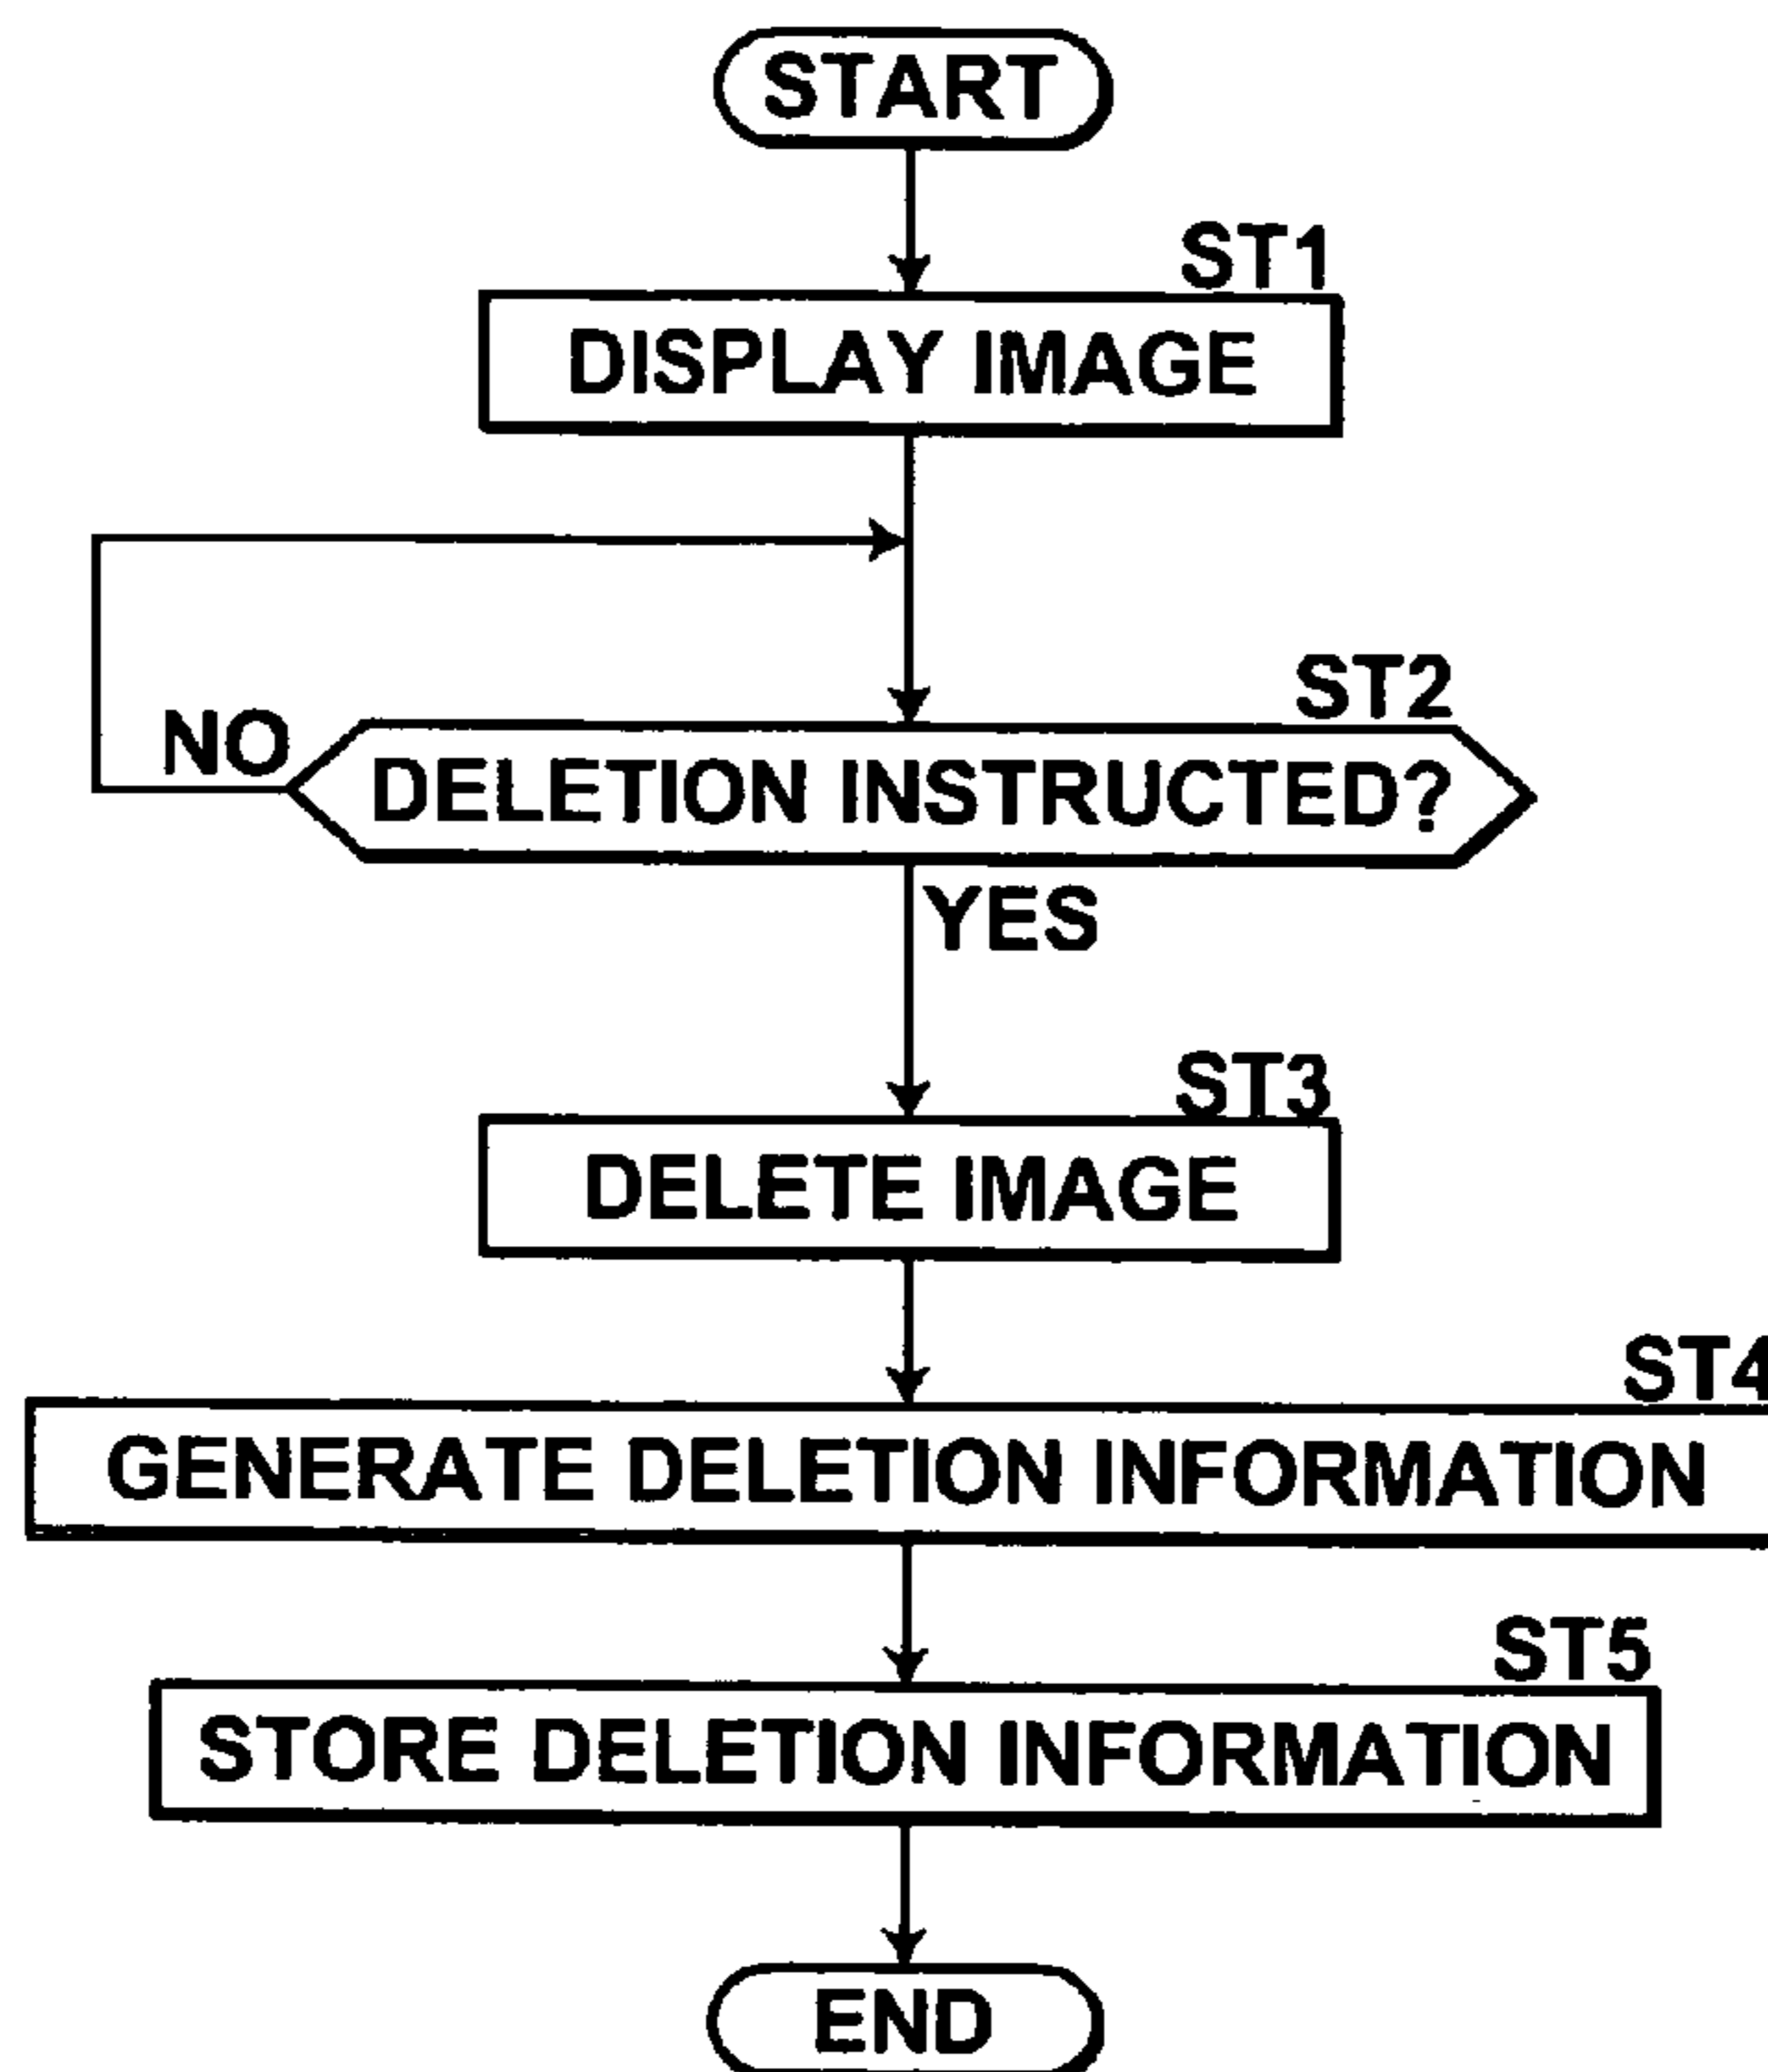 START
ST1
DISPLAY IMAGE
ST2
NO
DELETION INSTRUCTED?
YES
ST3
DELETE IMAGE
ST4
GENERATE DELETION INFORMATION
ST5
STORE DELETION INFORMATION
END